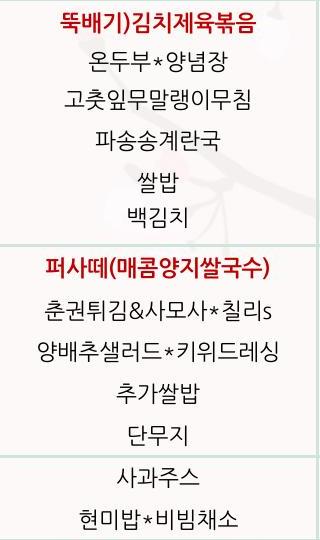 뚝배기)김치제육볶음
온두부*양념장
고춧잎무말랭이무침
파송송계란국
쌀밥
백김치
퍼사떼(매콤양지쌀국수)
춘권튀김&사모사*칠리s
양배추샐러드*키위드레싱
추가쌀밥
단무지
사과주스
현미밥*비빔채소